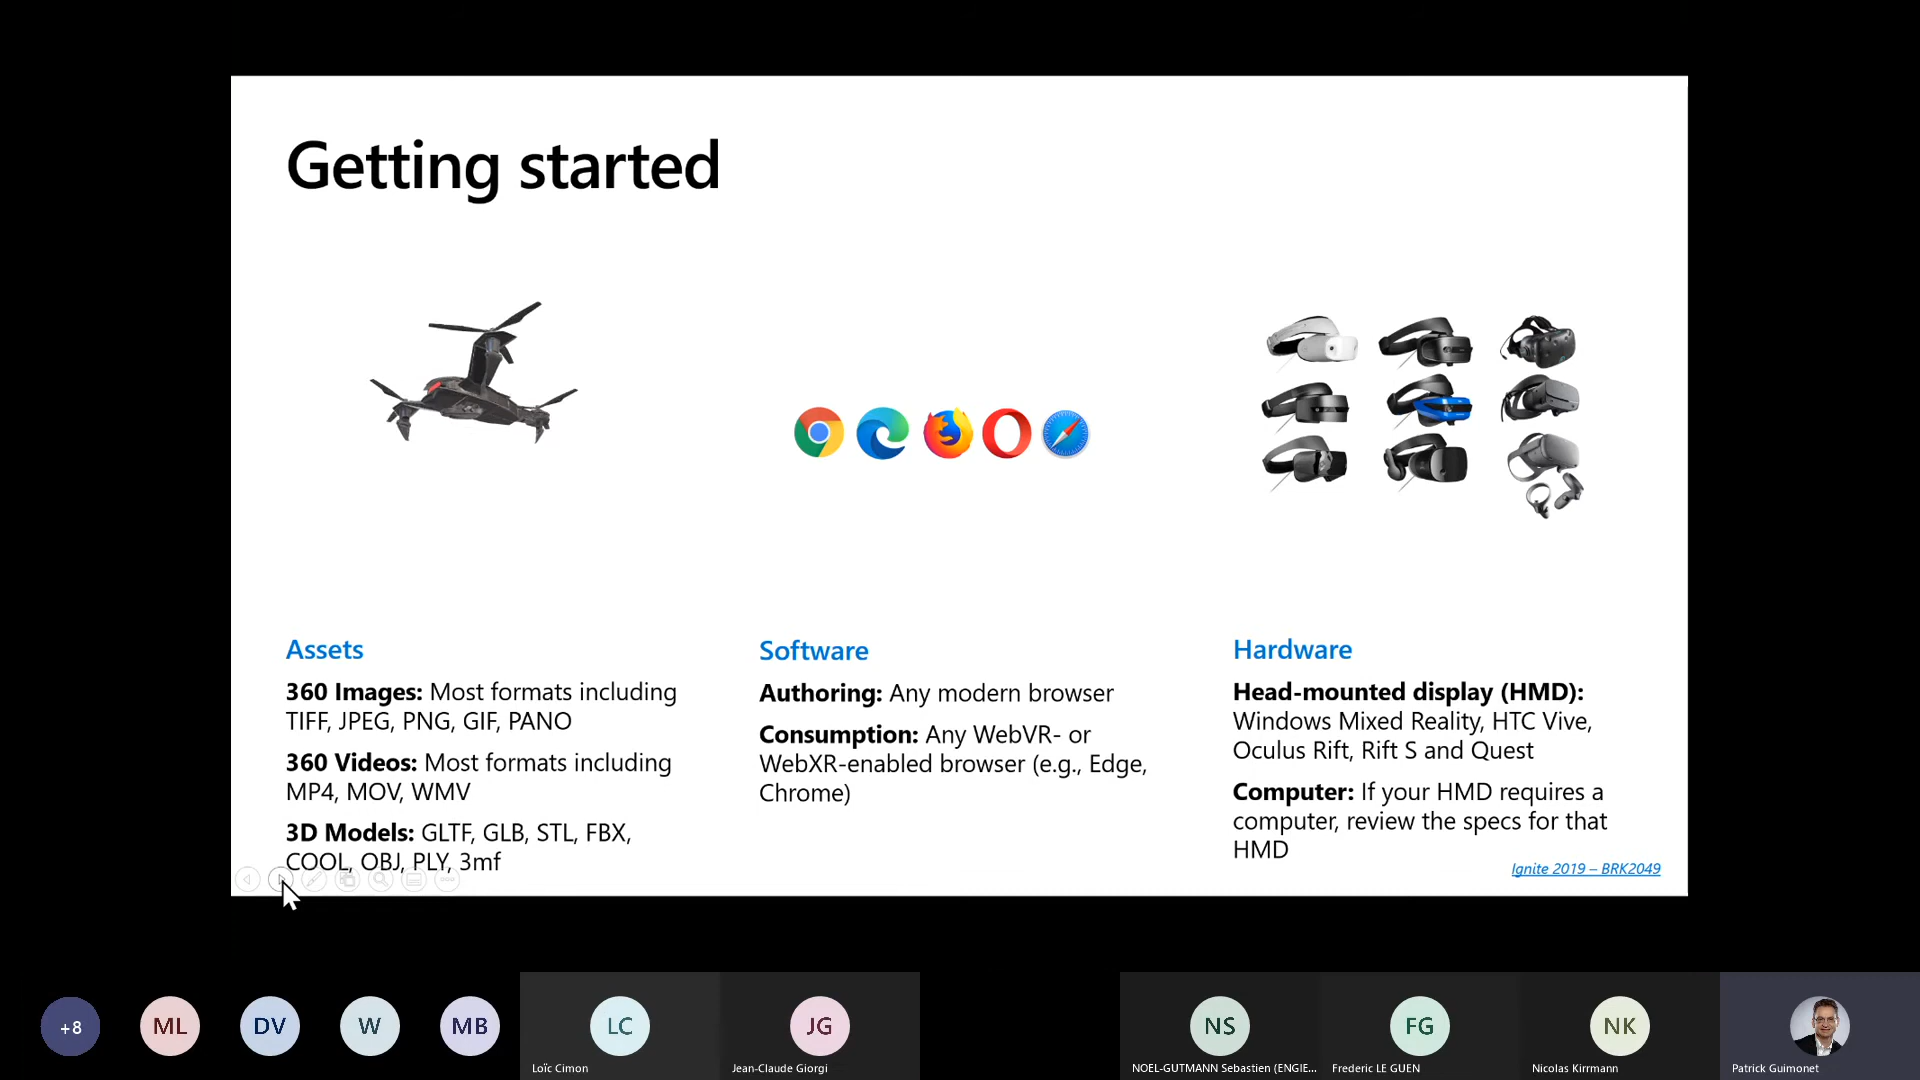 Getting started
Assets
360 Images: Most formats including
TIFF, JPEG, PNG, GIF, PANO
360 Videos: Most formats including
MP4, MOV, WMV
3D Models: GLTF, GLB, STL, FBX,
COOL, OBJ, PLY, 3mf
Software
Authoring: Any modern browser
Consumption: Any WebVR- or
WebXR-enabled browser (e.g., Edge,
Chrome)
Hardware
Head-mounted display (HMD):
Windows Mixed Reality, HTC Vive,
Oculus Rift, Rift S and Quest
Computer: If your HMD requires a
computer, review the specs for that
HMD
Ignite 2019 – BRK2049
+8
ML
DV
W
MB
LC
Loïc Cimon
JG
Jean-Claude Giorgi
NS
NOEL-GUTMANN Sebastien (ENGIE...
FG
Frederic LE GUEN
NK
Nicolas Kirrmann
Patrick Guimonet